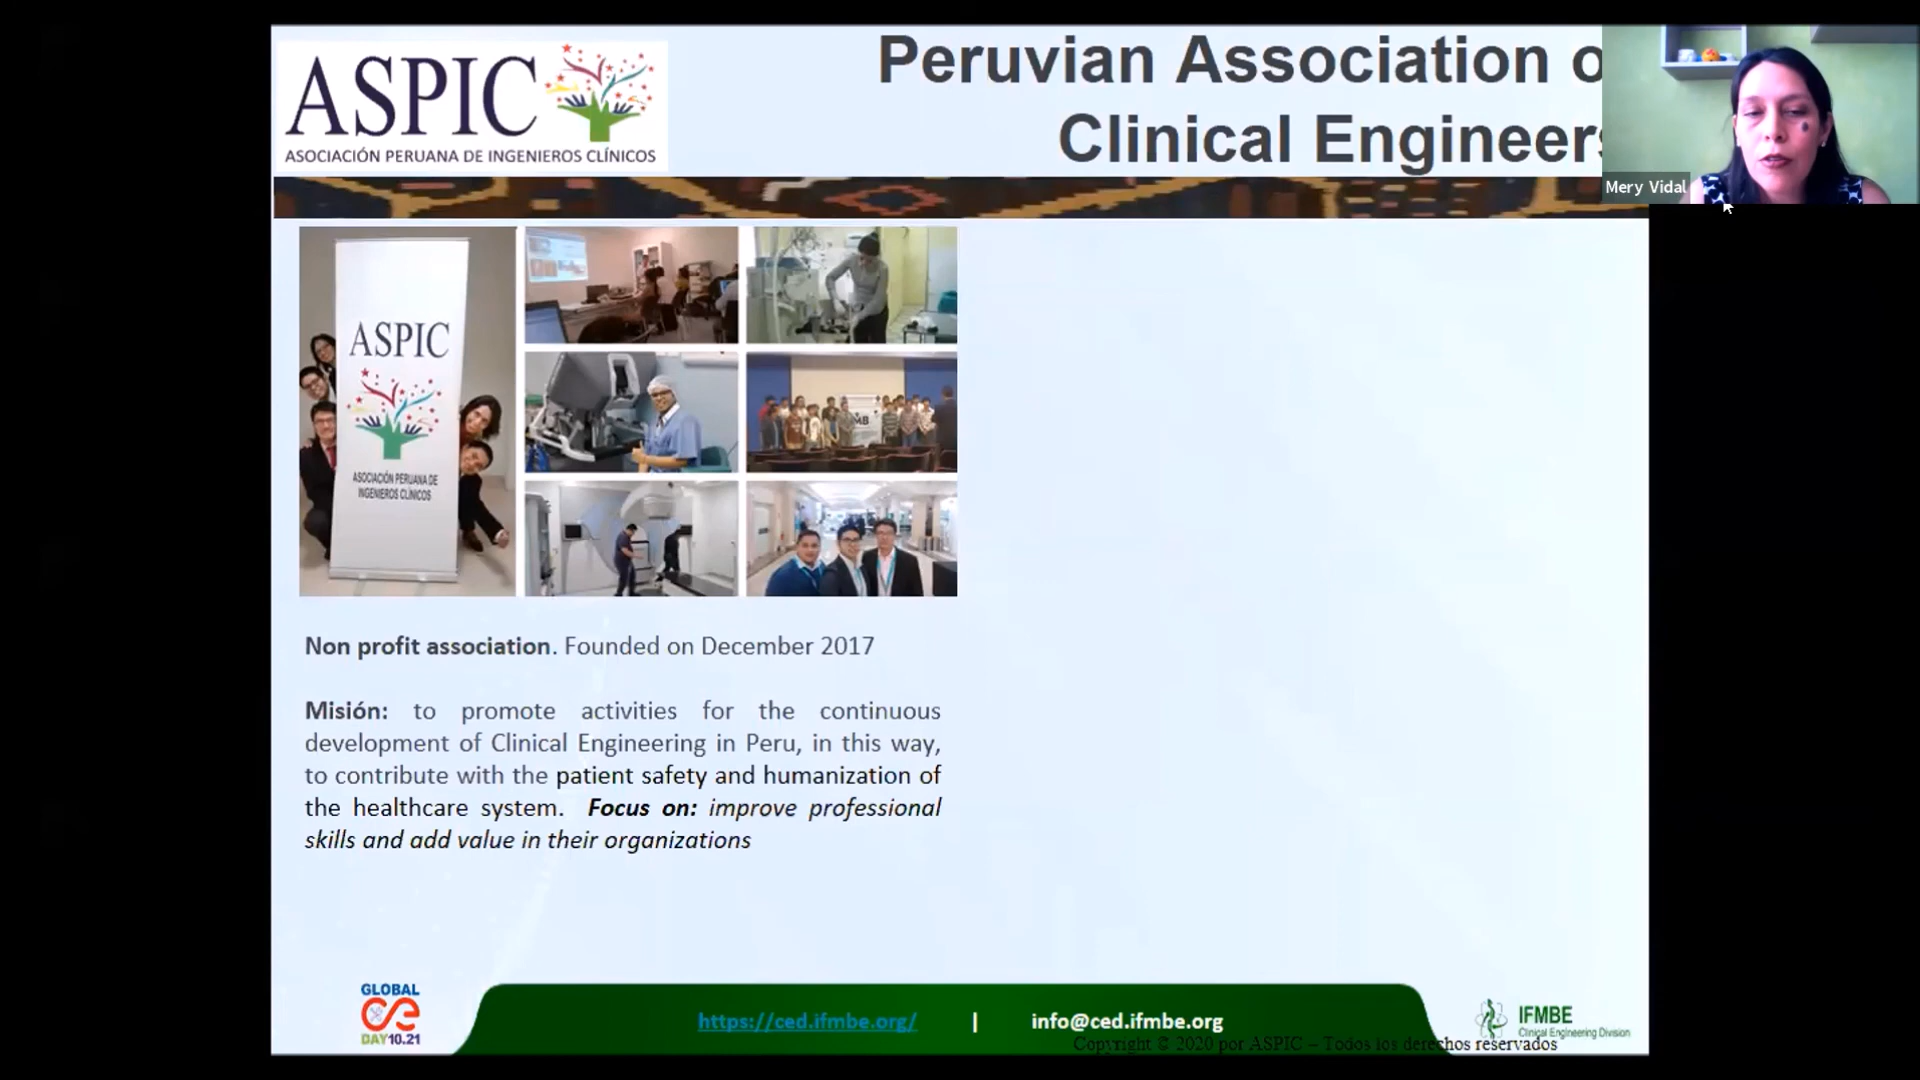 ASPIC
ASOCIACIÓN PERUANA DE INGENIEROS CLÍNICOS
Peruvian Association o
Clinical Engineers
Mery Vidal
ASPIC
ASOCIACIÓN PERUANA DE
INGENIEROS CLÍNICOS
MB
Non profit association. Founded on December 2017
Misión: to promote activities for the continuous
development of Clinical Engineering in Peru, in this way,
to contribute with the patient safety and humanization of
the healthcare system. Focus on: improve professional
skills and add value in their organizations
GLOBAL
CE
DAY10.21
https://ced.ifmbe.org/ | info@ced.ifmbe.org
IFMBE
Clinical Engineering Division
Copyright © 2020 por ASPIC – Todos los derechos reservados